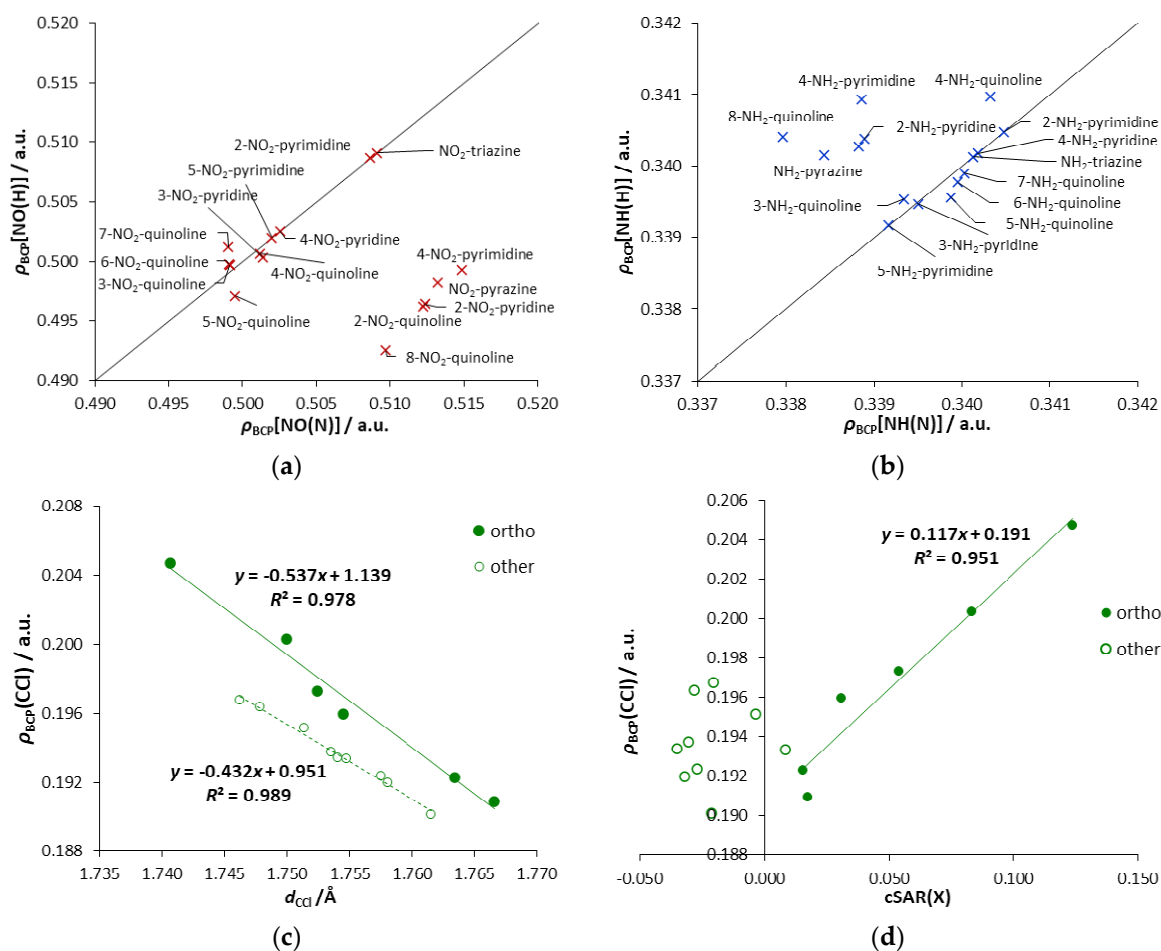 0.520
0.515
0.510
0.505
0.500
0.495
0.490
ρBCP[NO(H)] / a.u.
2-NO₂-pyrimidine
NO₂-triazine
5-NO₂-pyrimidine
3-NO₂-pyridine
7-NO₂-quinoline
4-NO₂-pyridine
6-NO₂-quinoline
4-NO₂-pyrimidine
3-NO₂-quinoline
4-NO₂-quinoline
NO₂-pyrazine
5-NO₂-quinoline
2-NO₂-quinoline
2-NO₂-pyridine
8-NO₂-quinoline
0.490 0.495 0.500 0.505 0.510 0.515 0.520
ρBCP[NO(N)] / a.u.
(a)
0.342
0.341
0.340
0.339
0.338
0.337
ρBCP[NH(H)] / a.u.
4-NH₂-pyrimidine
4-NH₂-quinoline
8-NH₂-quinoline
2-NH₂-pyridine
2-NH₂-pyrimidine
4-NH₂-pyridine
NH₂-pyrazine
NH₂-triazine
7-NH₂-quinoline
3-NH₂-quinoline
6-NH₂-quinoline
5-NH₂-quinoline
3-NH₂-pyridine
5-NH₂-pyrimidine
0.337 0.338 0.339 0.340 0.341 0.342
ρBCP[NH(N)] / a.u.
(b)
0.208
0.204
0.200
0.196
0.192
0.188
ρBCP(CCl) / a.u.
ortho
other
y = -0.537x + 1.139
R² = 0.978
y = -0.432x + 0.951
R² = 0.989
1.735 1.740 1.745 1.750 1.755 1.760 1.765 1.770
dCCl /Å
(c)
0.206
0.204
0.202
0.200
0.198
0.196
0.194
0.192
0.190
0.188
ρBCP(CCl) / a.u.
y = 0.117x + 0.191
R² = 0.951
ortho
other
-0.050 0.000 0.050 0.100 0.150
cSAR(X)
(d)